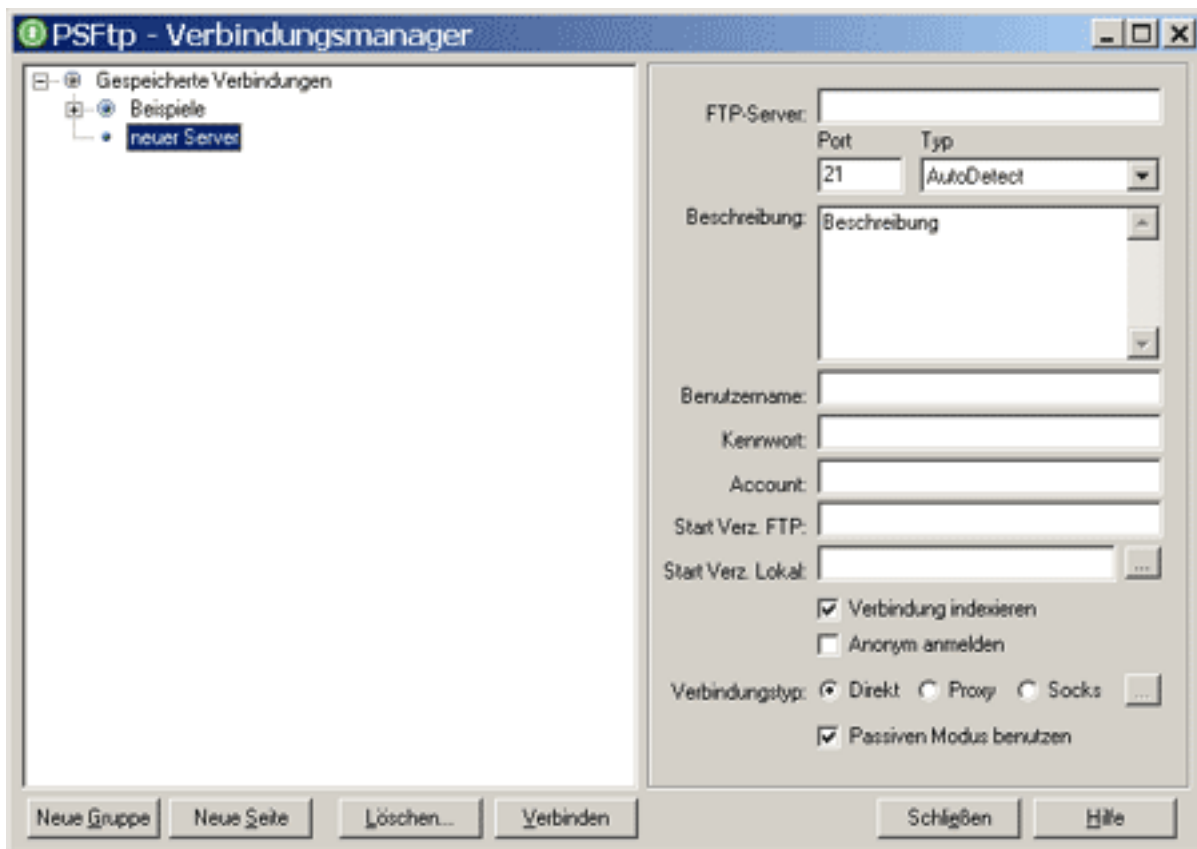 PSFtp - Verbindungsmanager
Gespeicherte Verbindungen
Beispiele
neuer Server
FTP-Server:
Port Typ
21 AutoDetect
Beschreibung: Beschreibung
Benutzername:
Kennwort:
Account:
Start Verz. FTP:
Start Verz. Lokal: ...
Verbindung indexieren
Anonym anmelden
Verbindungstyp: Direkt Proxy Socks ...
Passiven Modus benutzen
Neue Gruppe Neue Seite Löschen... Verbinden Schließen Hilfe